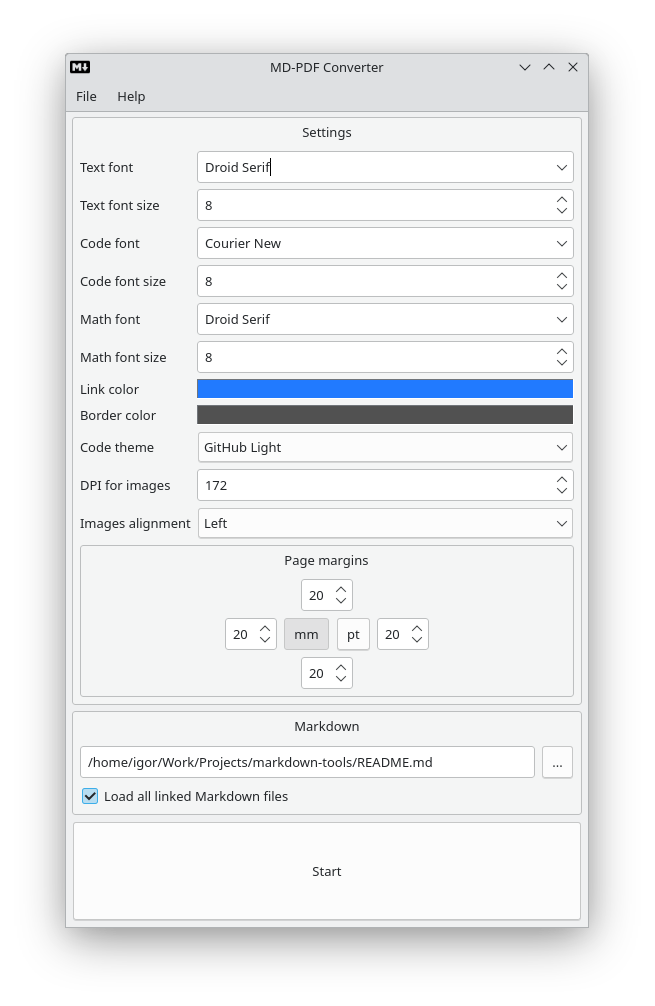 MD-PDF Converter
File Help
Settings
Text font Droid Serif
Text font size 8
Code font Courier New
Code font size 8
Math font Droid Serif
Math font size 8
Link color
Border color
Code theme GitHub Light
DPI for images 172
Images alignment Left
Page margins
20
20 mm pt 20
20
Markdown
/home/igor/Work/Projects/markdown-tools/README.md ...
Load all linked Markdown files
Start